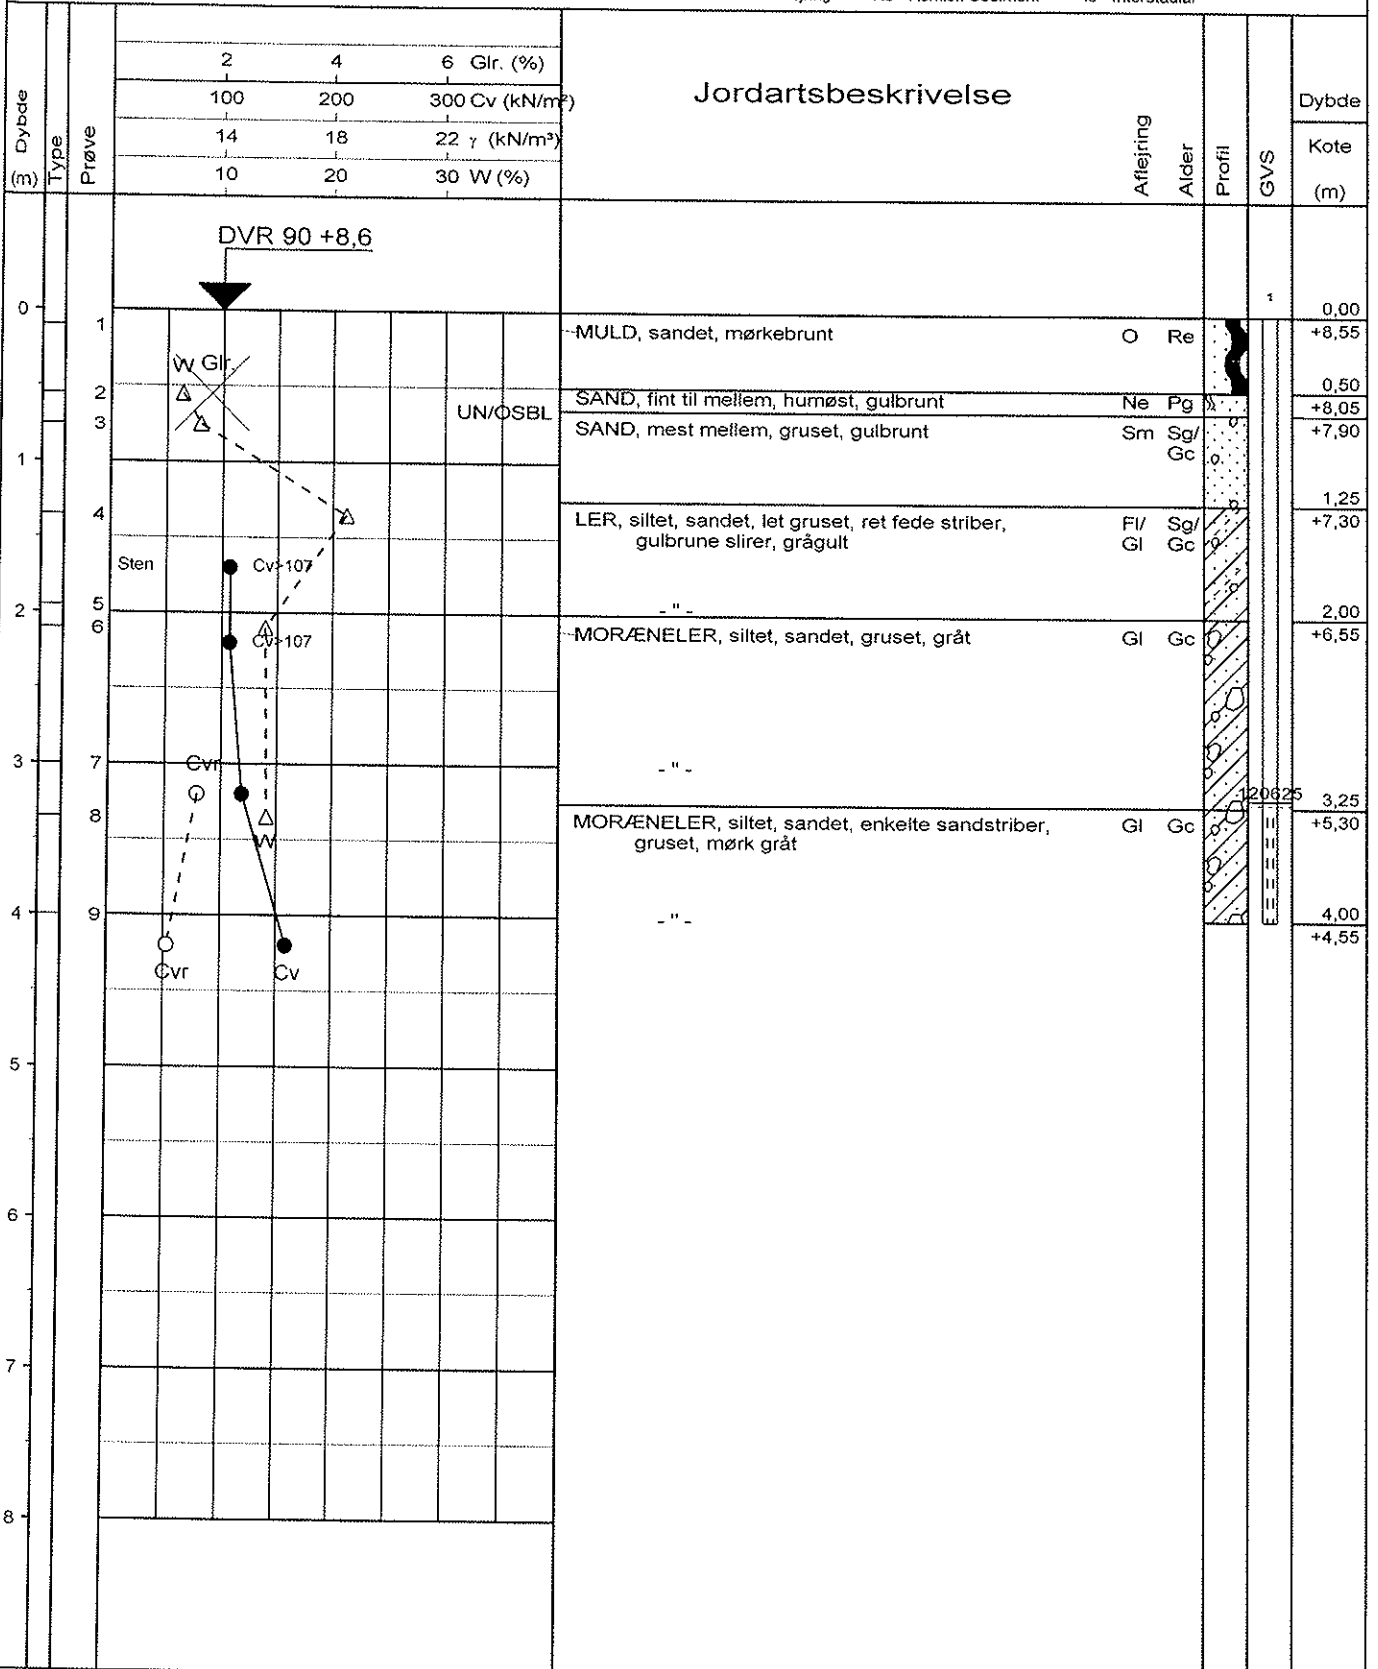 2 4 6 Glr. (%)
100 200 300 Cv (kN/m²)
14 18 22 γ (kN/m³)
10 20 30 W (%)
Dybde (m)
Type
Prøve
Jordartsbeskrivelse
Aflejring
Alder
Profil
GVS
Dybde
Kote
(m)
DVR 90 +8,6
0
1
1
MULD, sandet, mørkebrunt O Re
0,00
+8,55
W Glr.
2
0,50
UN/OSBL
SAND, fint til mellem, humøst, gulbrunt Ne Pg
+8,05
3
SAND, mest mellem, gruset, gulbrunt Sm Sg/
Gc
+7,90
1
1,25
4
LER, siltet, sandet, let gruset, ret fede striber, Fl/ Sg/
gulbrune slirer, grågult Gl Gc
+7,30
Sten
Cv>107
5
- " -
2
2,00
6
Cv>107
MORÆNELER, siltet, sandet, gruset, gråt Gl Gc
+6,55
3
7
Cvr
- " -
120625
3,25
8
W
MORÆNELER, siltet, sandet, enkelte sandstriber, Gl Gc
gruset, mørk gråt
+5,30
4
9
- " -
4,00
+4,55
Cvr Cv
5
6
7
8